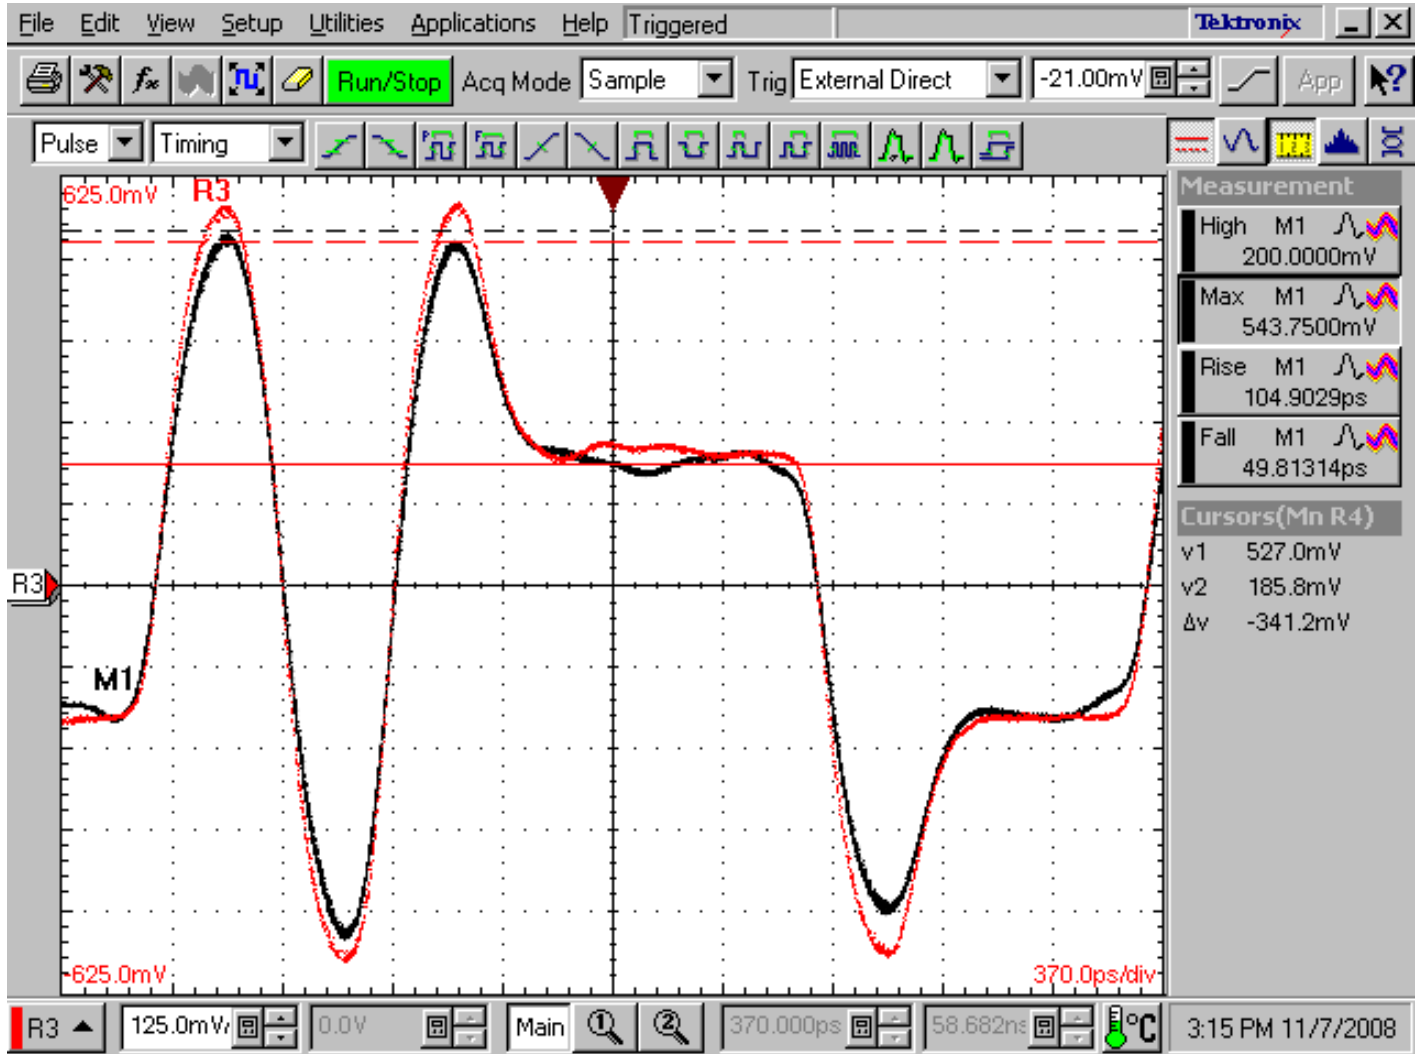 File Edit View Setup Utilities Applications Help Triggered Tektronix
Run/Stop Acq Mode Sample Trig External Direct -21.00mV App
Pulse Timing
625.0mV R3
M1
R3
-625.0mV 370.0ps/div
Measurement
High M1
200.0000mV
Max M1
543.7500mV
Rise M1
104.9029ps
Fall M1
49.81314ps
Cursors(Mn R4)
v1 527.0mV
v2 185.8mV
Δv -341.2mV
R3 125.0mV/ 0.0V Main 1 2 370.000ps 58.682ns °C 3:15 PM 11/7/2008